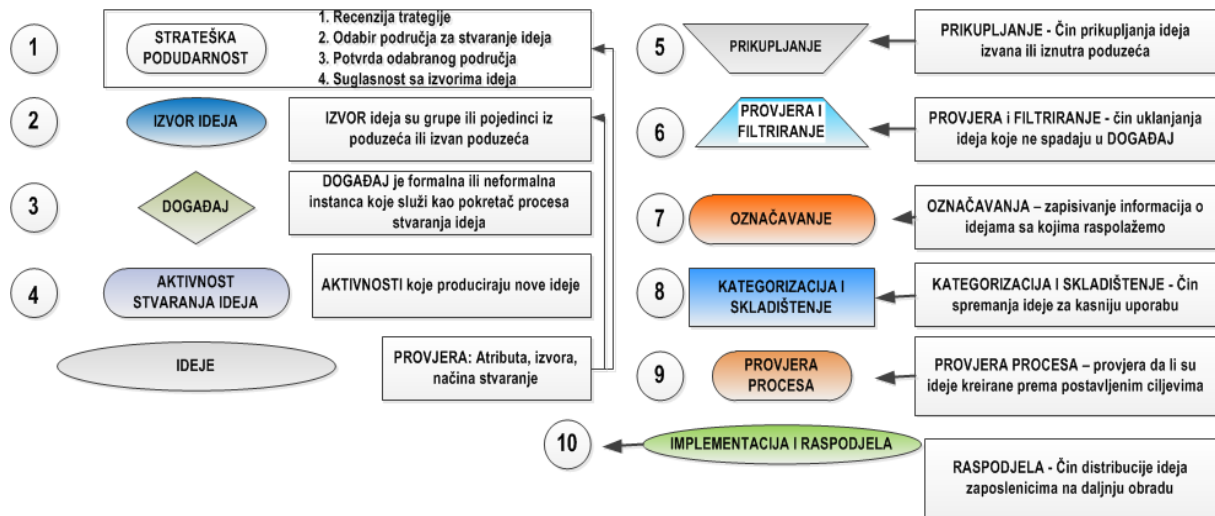 1
STRATEŠKA
PODUDARNOST
1. Recenzija trategije
2. Odabir područja za stvaranje ideja
3. Potvrda odabranog područja
4. Suglasnost sa izvorima ideja
2
IZVOR IDEJA
IZVOR ideja su grupe ili pojedinci iz
poduzeća ili izvan poduzeća
3
DOGAĐAJ
DOGAĐAJ je formalna ili neformalna
instanca koje služi kao pokretač procesa
stvaranja ideja
4
AKTIVNOST
STVARANJA IDEJA
AKTIVNOSTI koje produciraju nove ideje
IDEJE
PROVJERA: Atributa, izvora,
načina stvaranje
5
PRIKUPLJANJE
PRIKUPLJANJE - Čin prikupljanja ideja
izvana ili iznutra poduzeća
6
PROVJERA I
FILTRIRANJE
PROVJERA i FILTRIRANJE - čin uklanjanja
ideja koje ne spadaju u DOGAĐAJ
7
OZNAČAVANJE
OZNAČAVANJA – zapisivanje informacija o
idejama sa kojima raspolažemo
8
KATEGORIZACIJA I
SKLADIŠTENJE
KATEGORIZACIJA I SKLADIŠTENJE - Čin
spremanja ideje za kasniju uporabu
9
PROVJERA
PROCESA
PROVJERA PROCESA – provjera da li su
ideje kreirane prema postavljenim ciljevima
10
IMPLEMENTACIJA I RASPODJELA
RASPODJELA - Čin distribucije ideja
zaposlenicima na daljnju obradu